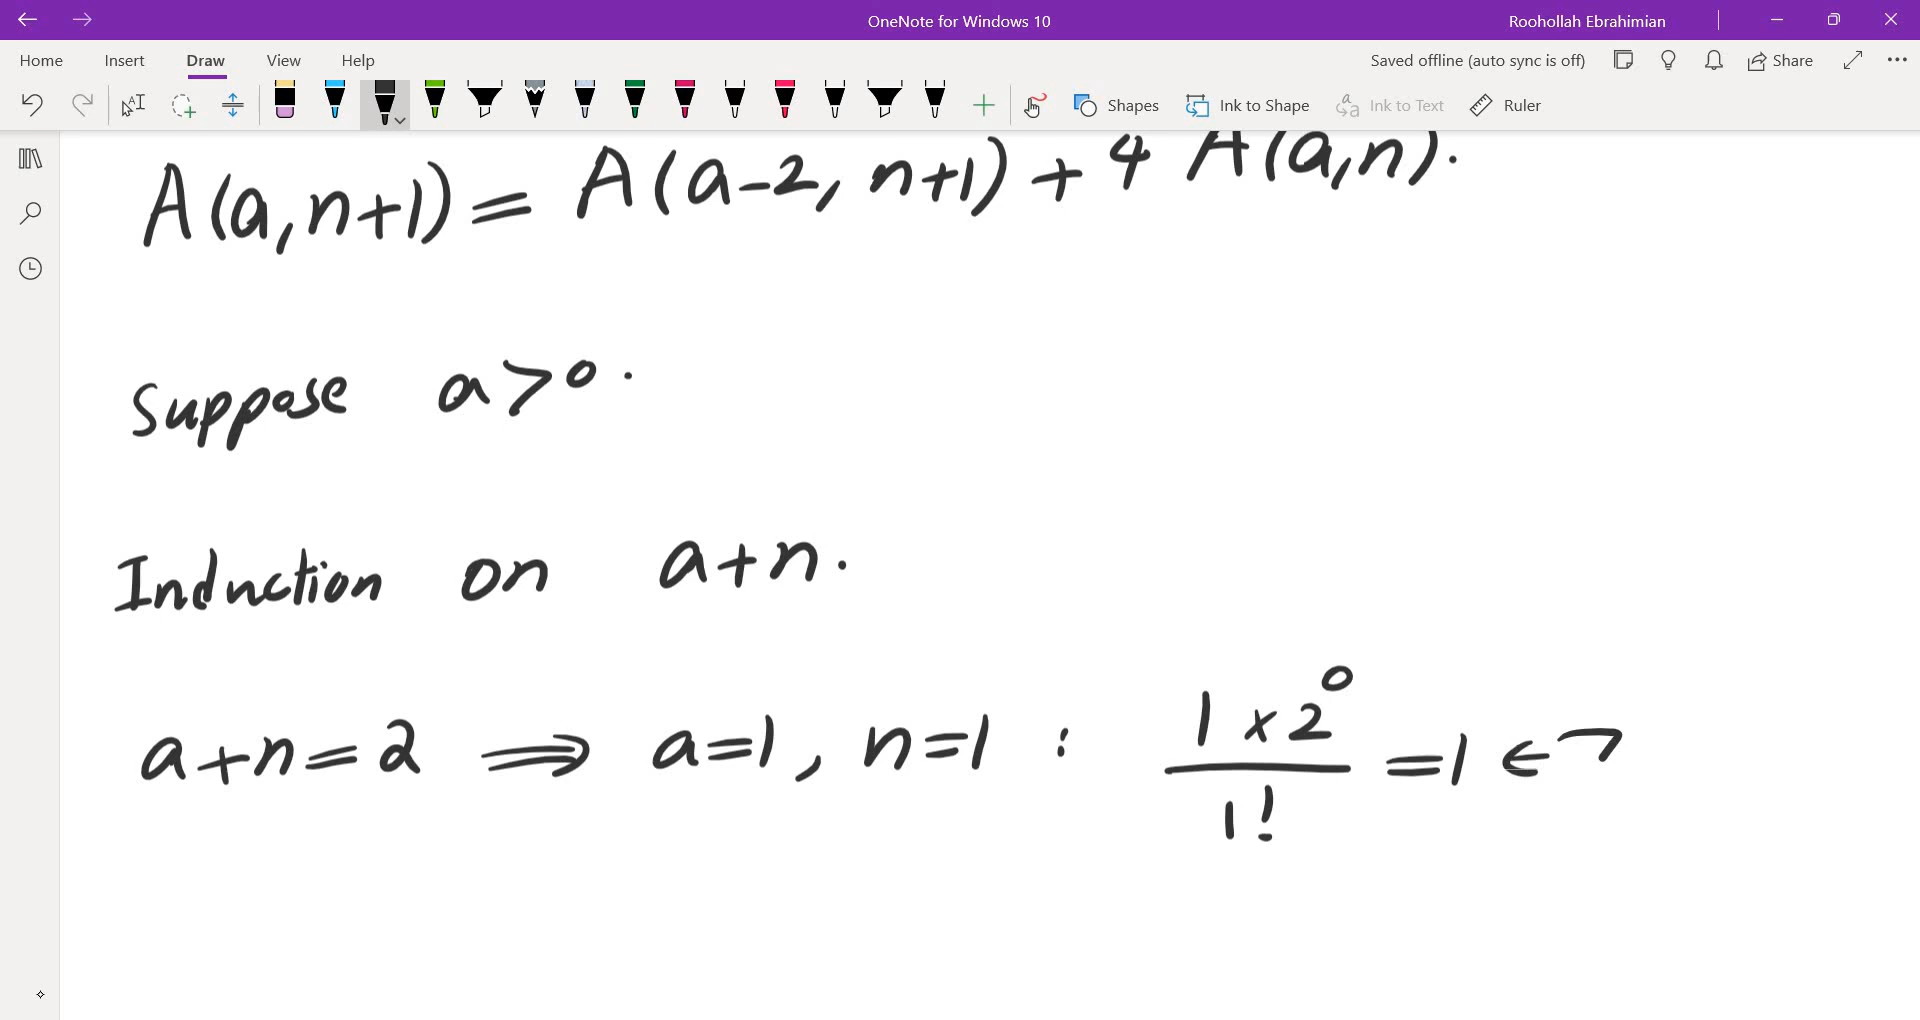 OneNote for Windows 10
Roohollah Ebrahimian
Home Insert Draw View Help
Saved offline (auto sync is off) Share
Shapes Ink to Shape Ink to Text Ruler
A(a,n+1) = A(a-2, n+1) + 4 A(a,n).
Suppose a>0.
Induction on a+n.
a+n=2 ⟹ a=1, n=1 : (1×2^0)/1! = 1 ∈ ℤ